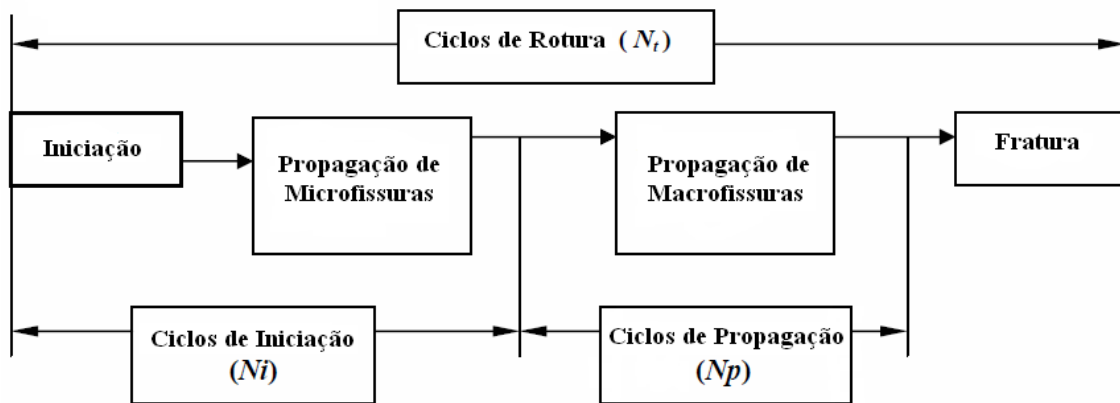 Ciclos de Rotura ( Nt)
Iniciação
Propagação de
Microfissuras
Propagação de
Macrofissuras
Fratura
Ciclos de Iniciação
(Ni)
Ciclos de Propagação
(Np)